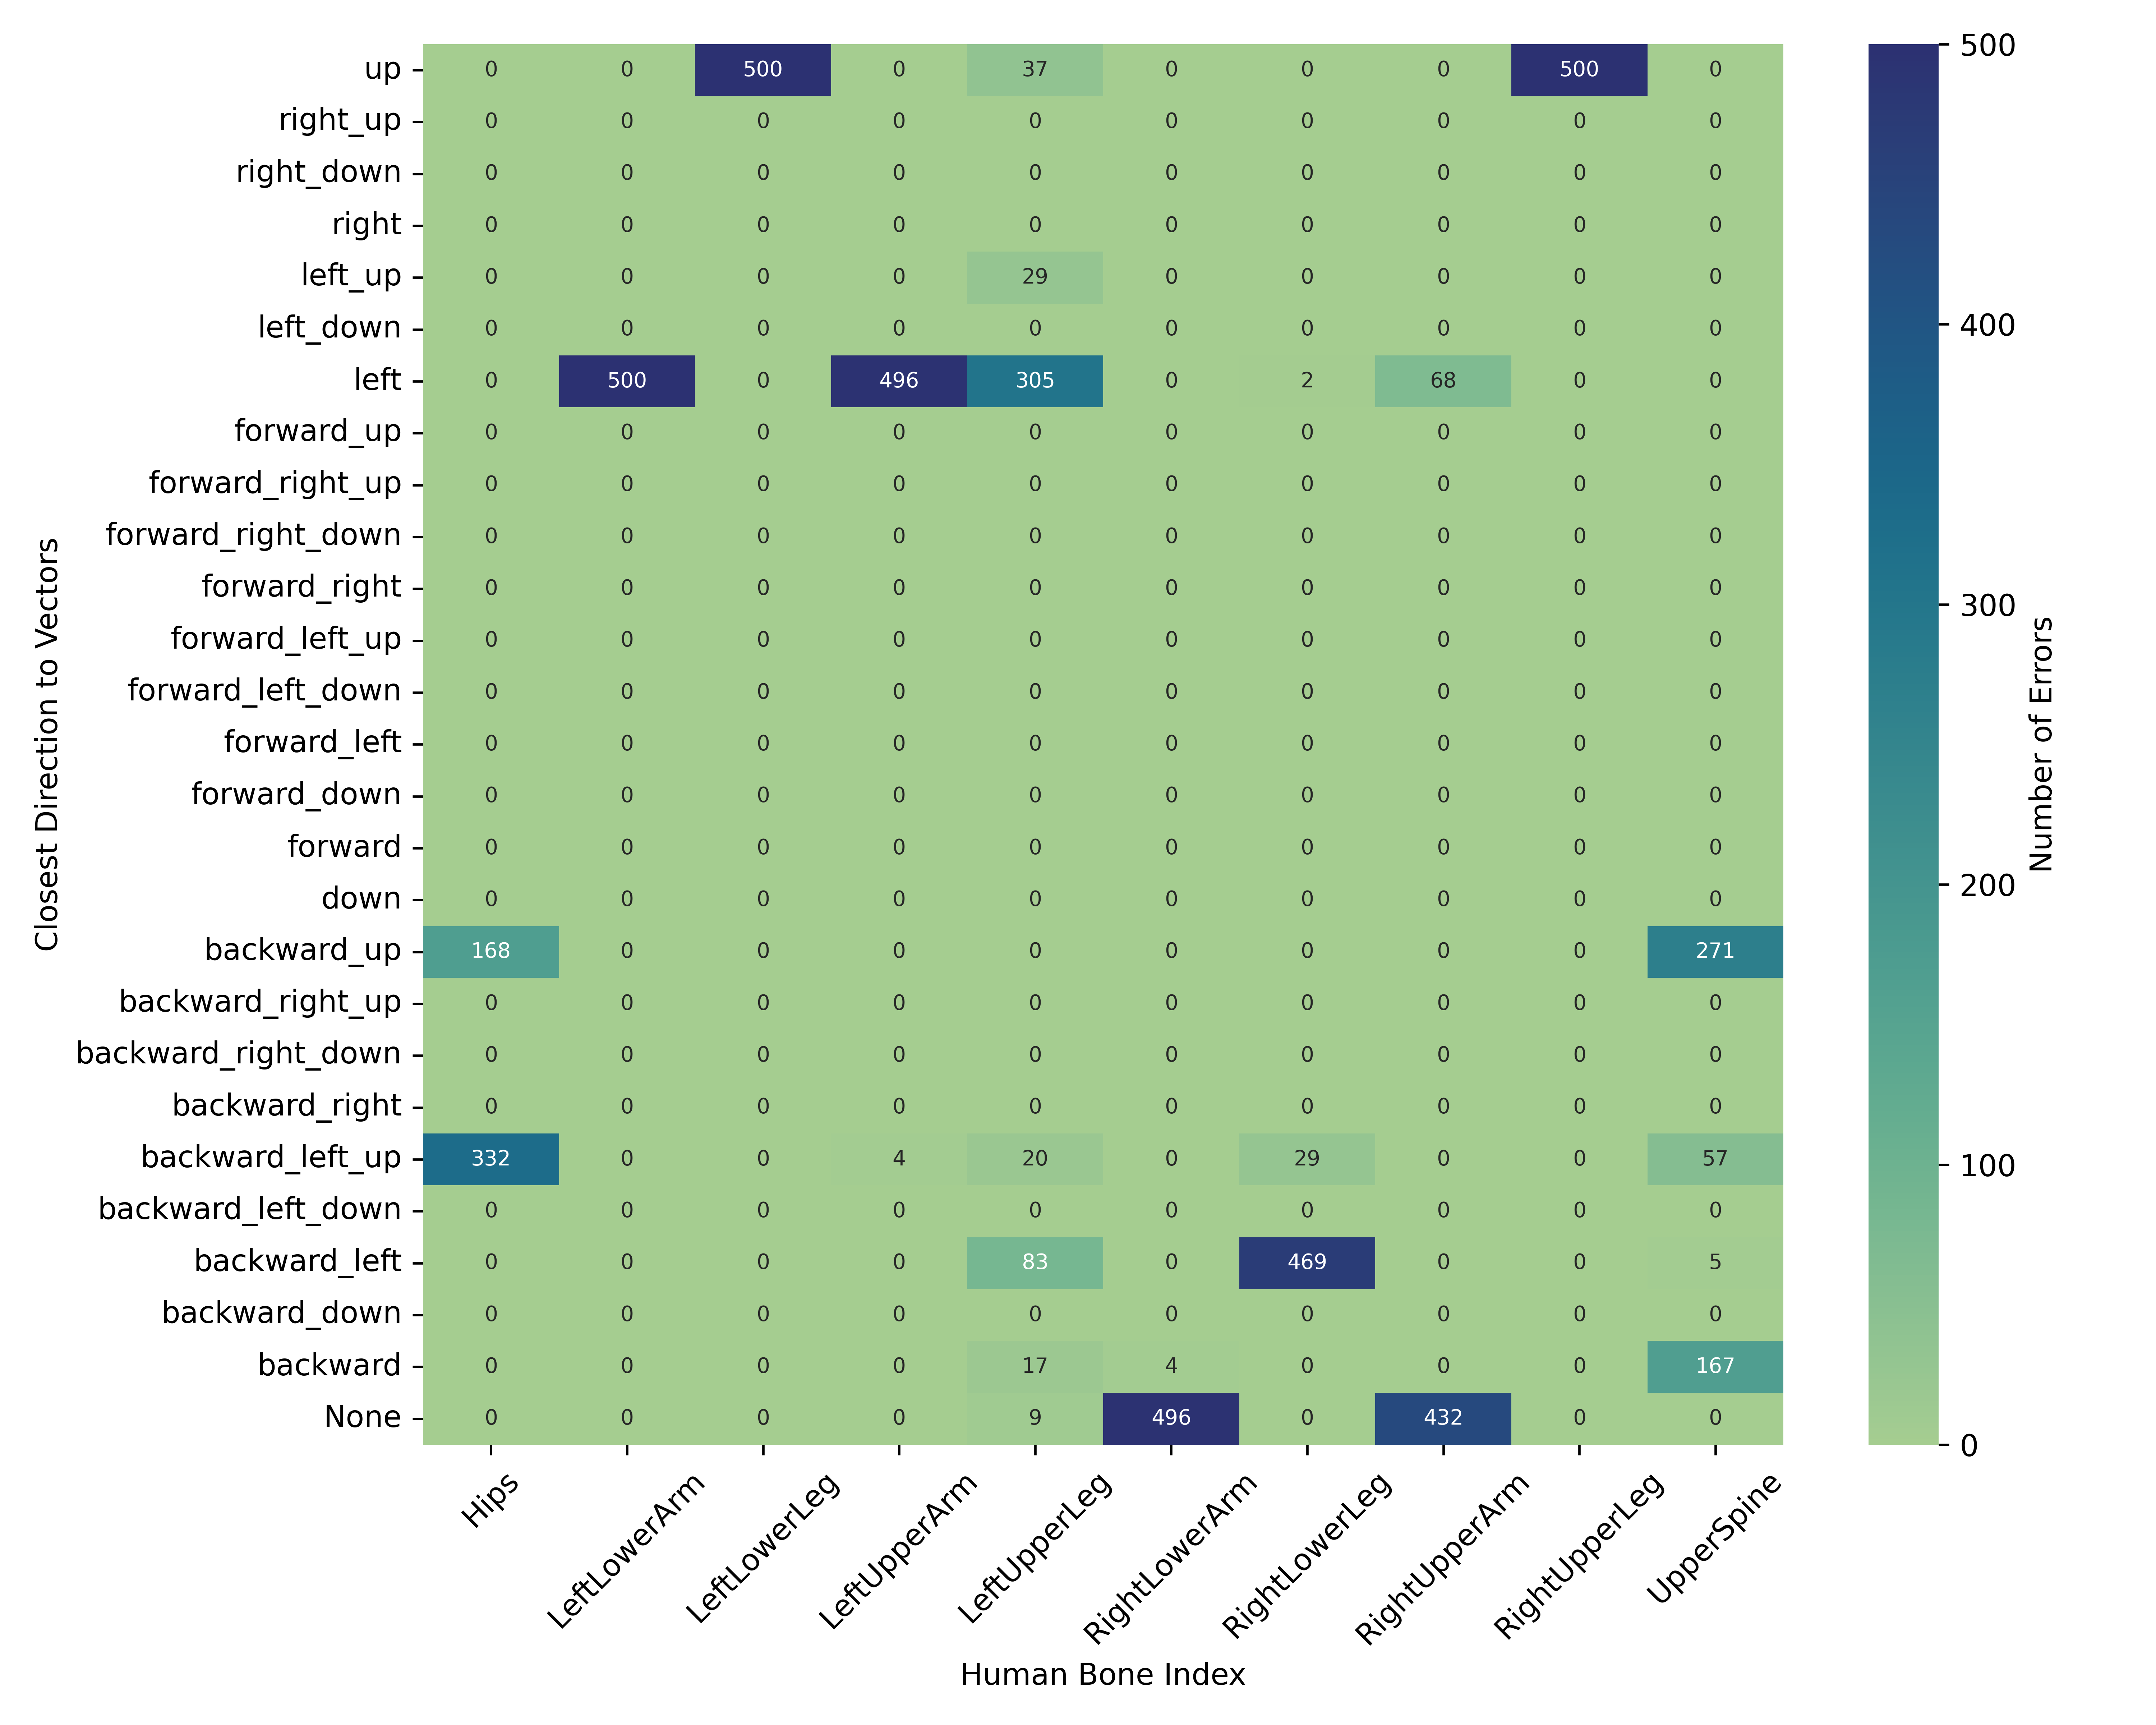 up 0 0 500 0 37 0 0 0 500 0
right_up 0 0 0 0 0 0 0 0 0 0
right_down 0 0 0 0 0 0 0 0 0 0
right 0 0 0 0 0 0 0 0 0 0
left_up 0 0 0 0 29 0 0 0 0 0
left_down 0 0 0 0 0 0 0 0 0 0
left 0 500 0 496 305 0 2 68 0 0
forward_up 0 0 0 0 0 0 0 0 0 0
forward_right_up 0 0 0 0 0 0 0 0 0 0
forward_right_down 0 0 0 0 0 0 0 0 0 0
forward_right 0 0 0 0 0 0 0 0 0 0
forward_left_up 0 0 0 0 0 0 0 0 0 0
forward_left_down 0 0 0 0 0 0 0 0 0 0
forward_left 0 0 0 0 0 0 0 0 0 0
forward_down 0 0 0 0 0 0 0 0 0 0
forward 0 0 0 0 0 0 0 0 0 0
down 0 0 0 0 0 0 0 0 0 0
backward_up 168 0 0 0 0 0 0 0 0 271
backward_right_up 0 0 0 0 0 0 0 0 0 0
backward_right_down 0 0 0 0 0 0 0 0 0 0
backward_right 0 0 0 0 0 0 0 0 0 0
backward_left_up 332 0 0 4 20 0 29 0 0 57
backward_left_down 0 0 0 0 0 0 0 0 0 0
backward_left 0 0 0 0 83 0 469 0 0 5
backward_down 0 0 0 0 0 0 0 0 0 0
backward 0 0 0 0 17 4 0 0 0 167
None 0 0 0 0 9 496 0 432 0 0
Hips LeftLowerArm LeftLowerLeg LeftUpperArm LeftUpperLeg RightLowerArm RightLowerLeg RightUpperArm RightUpperLeg UpperSpine
Human Bone Index
Closest Direction to Vectors
500
400
300
200
100
0
Number of Errors